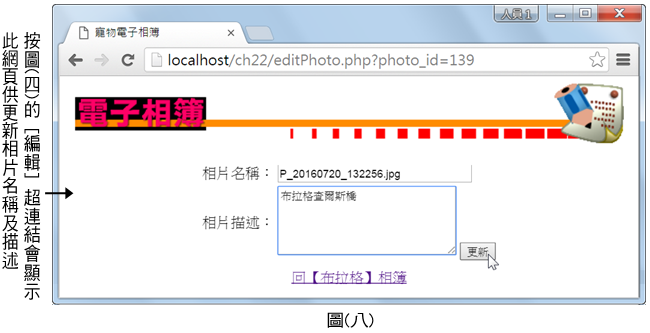 按圖(四)的［編輯］超連結會顯示
此網頁供更新相片名稱及描述
人員 1
寵物電子相簿
localhost/ch22/editPhoto.php?photo_id=139
電子相簿
相片名稱： P_20160720_132256.jpg
相片描述： 布拉格查爾斯橋
更新
回【布拉格】相簿
圖(八)